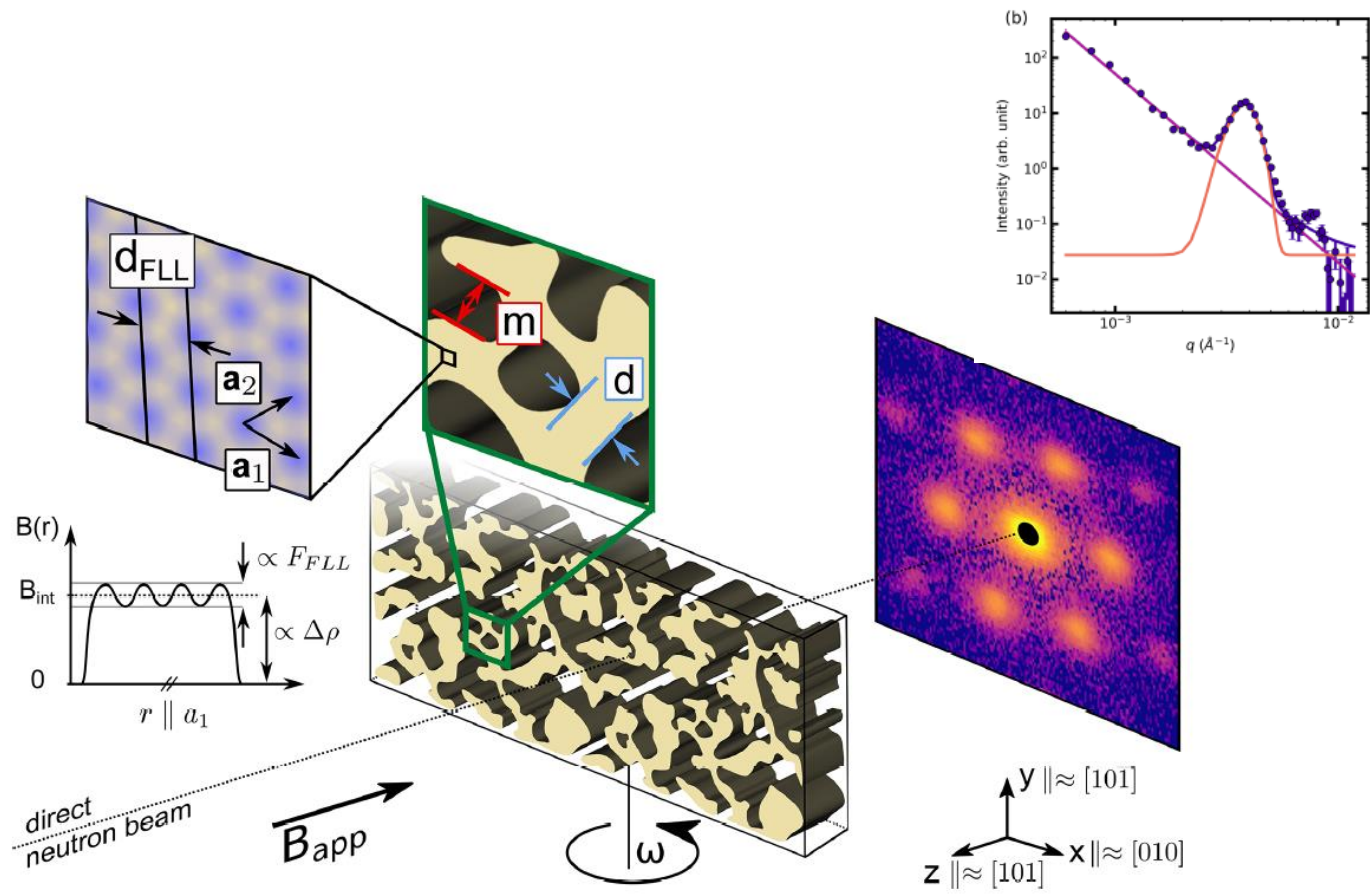 (b)
10²
10¹
10⁰
10⁻¹
10⁻²
Intensity (arb. unit)
10⁻³
10⁻²
q (Å⁻¹)
d_FLL
a₂
a₁
m
d
B(r)
B_int
0
∝ F_FLL
∝ Δρ
r ∥ a₁
direct
neutron beam
B_app
ω
y ∥≈ [101̄]
x ∥≈ [010]
z ∥≈ [101]